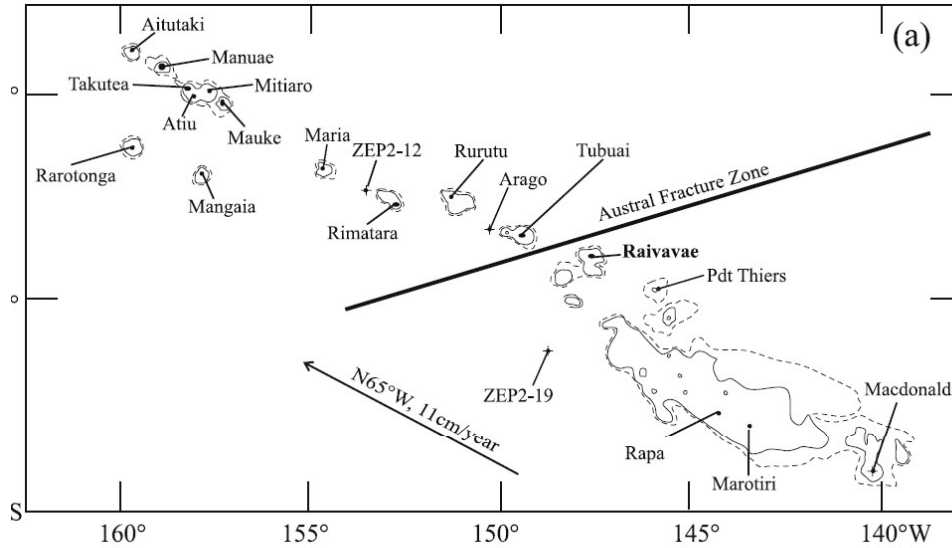 (a)
Aitutaki
Manuae
Takutea
Mitiaro
Atiu
Mauke
Rarotonga
Mangaia
Maria
ZEP2-12
Rimatara
Rurutu
Arago
Tubuai
Austral Fracture Zone
Raivavae
Pdt Thiers
ZEP2-19
N65°W, 11cm/year
Macdonald
Rapa
Marotiri
°
°
S
160° 155° 150° 145° 140°W